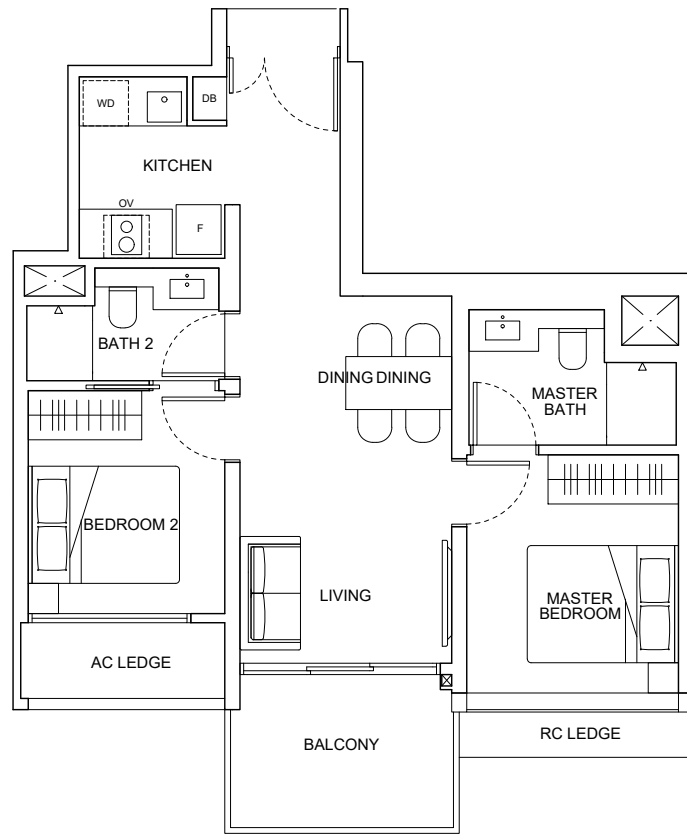 WD
DB
KITCHEN
OV
F
BATH 2
DINING DINING
MASTER
BATH
BEDROOM 2
LIVING
MASTER
BEDROOM
AC LEDGE
RC LEDGE
BALCONY